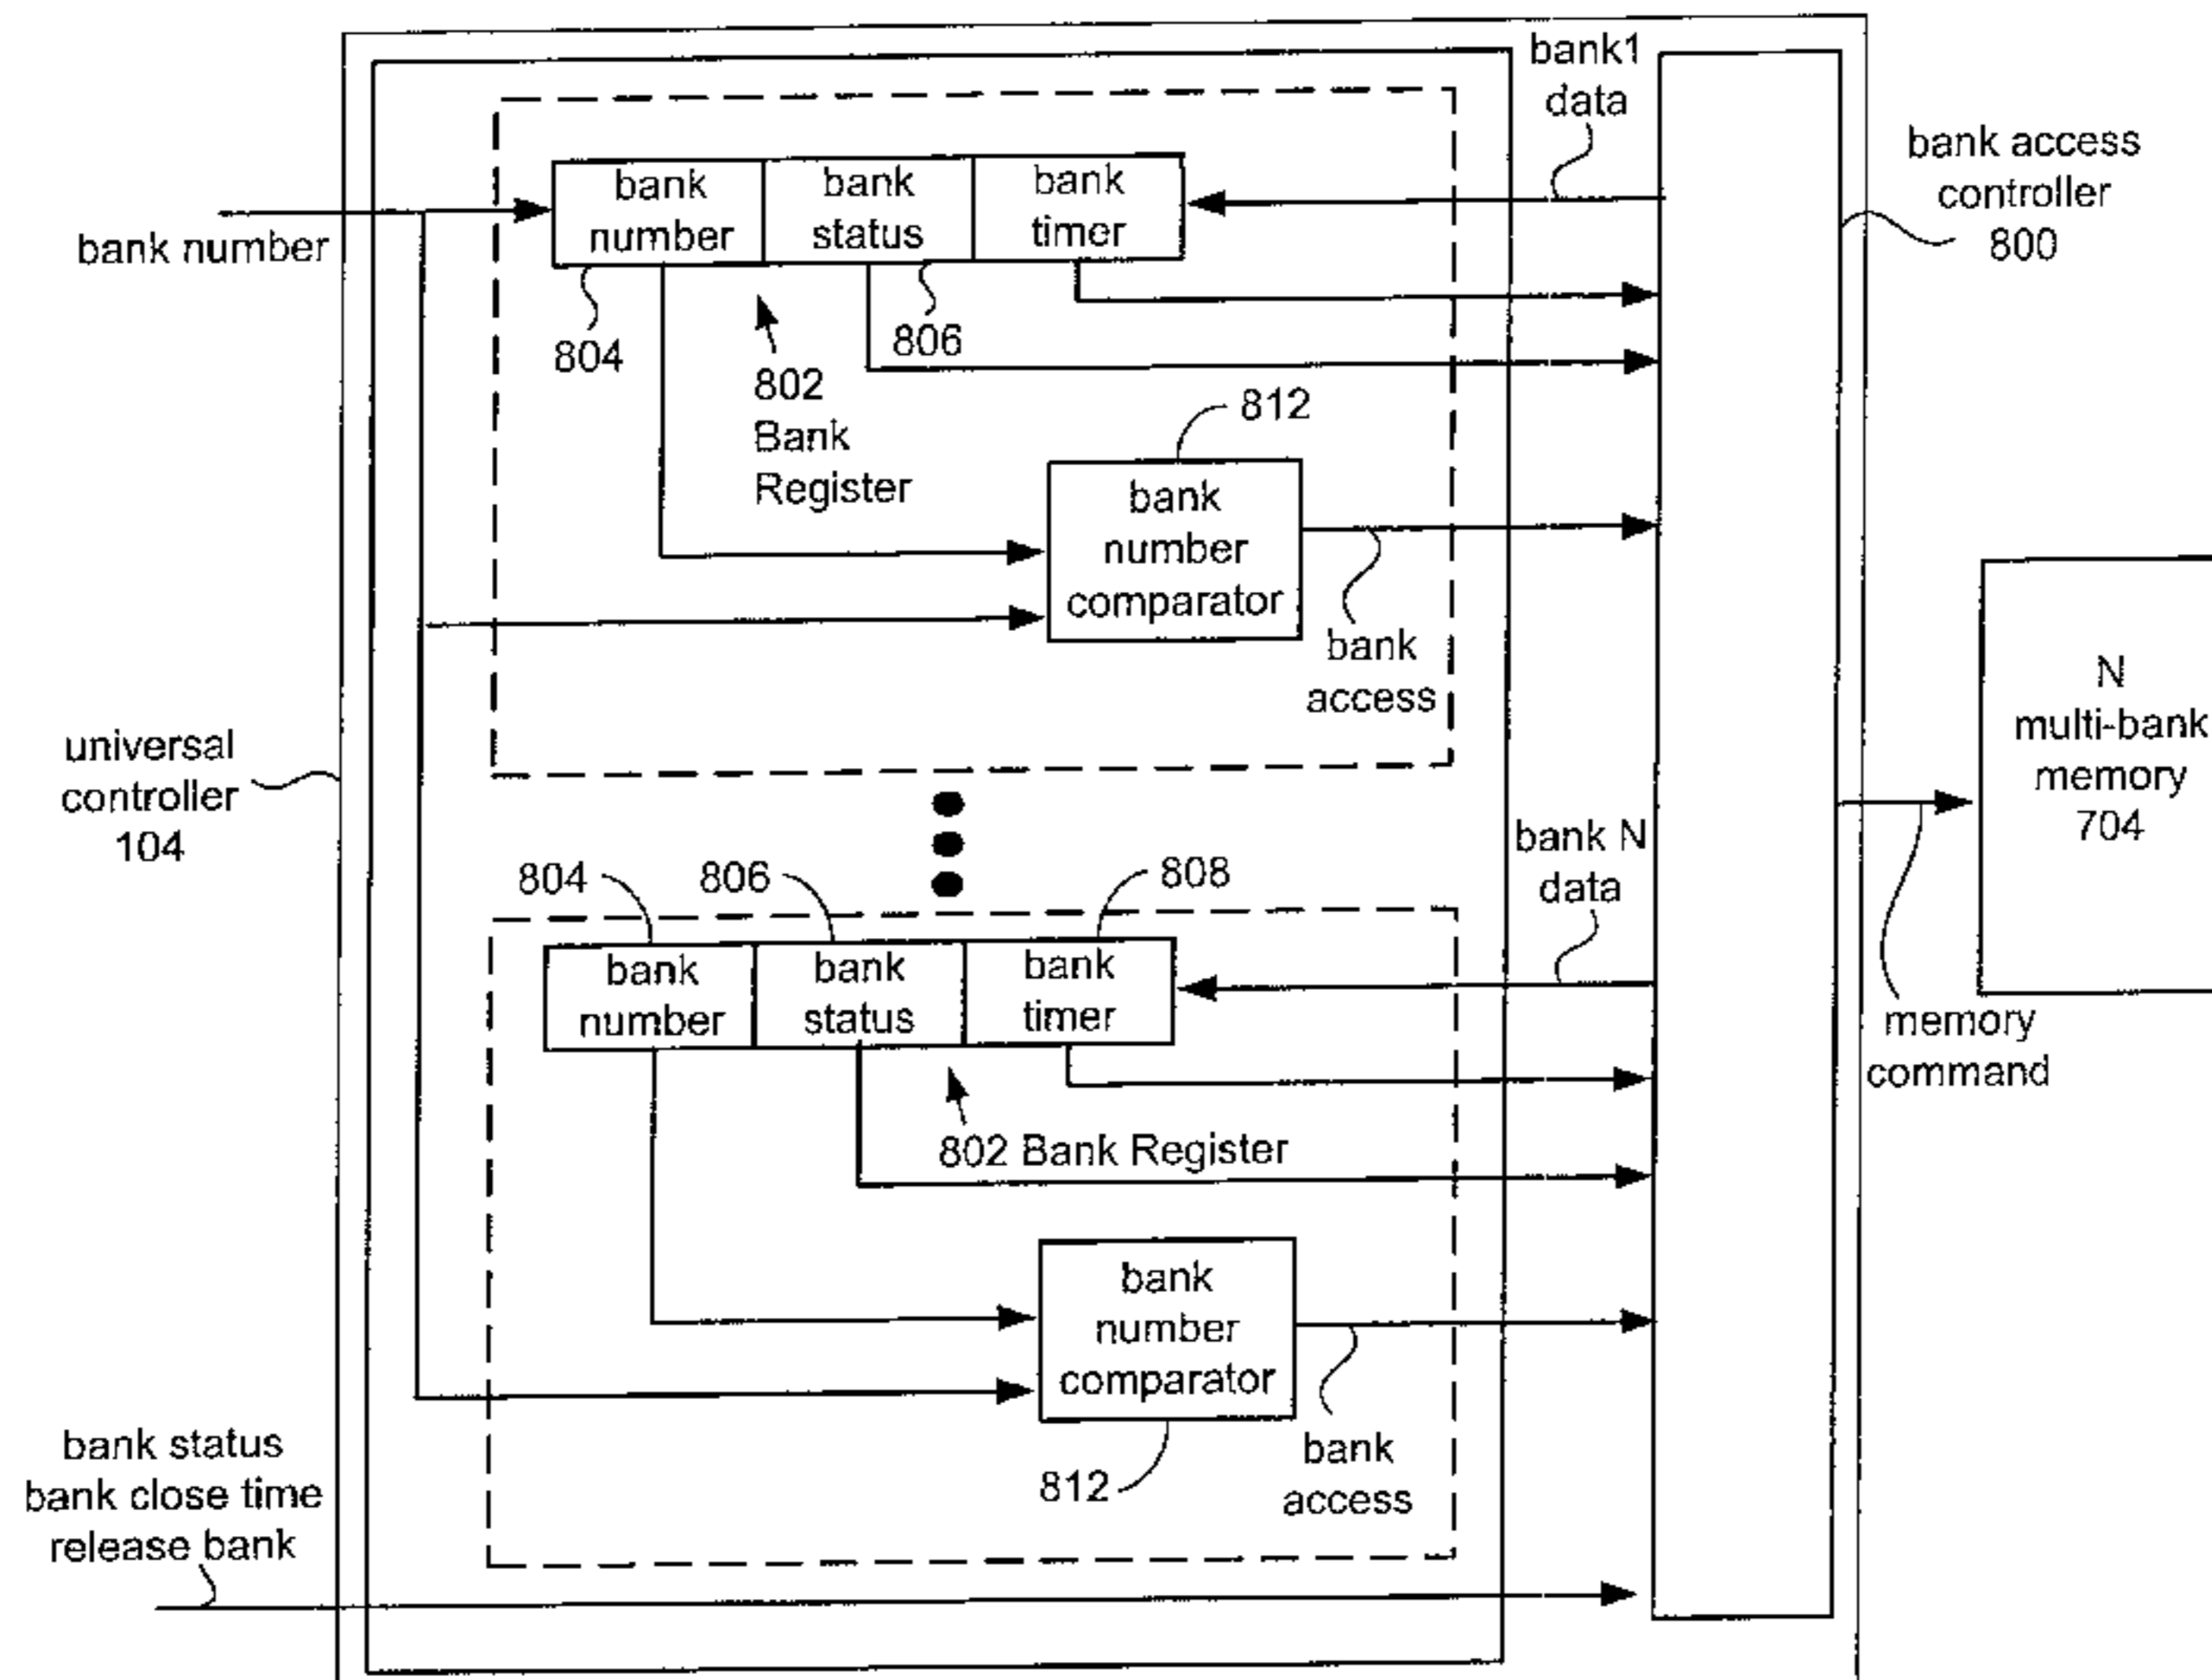 bank1
data
bank access
controller
800
bank
number
bank
status
bank
timer
bank number
804
806
802
Bank
Register
812
bank
number
comparator
bank
access
universal
controller
104
N
multi-bank
memory
704
bank N
data
804
806
808
bank
number
bank
status
bank
timer
memory
command
802 Bank Register
bank
number
comparator
812
bank
access
bank status
bank close time
release bank